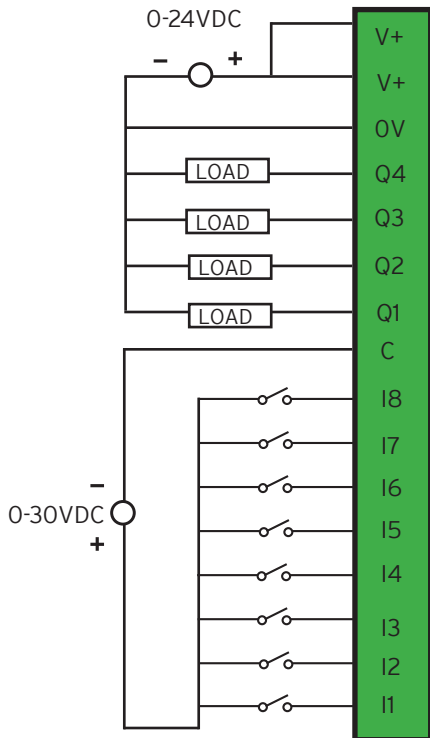 0-24VDC
V+
− +
V+
0V
LOAD Q4
LOAD Q3
LOAD Q2
LOAD Q1
C
I8
I7
−
I6
0-30VDC
I5
+
I4
I3
I2
I1